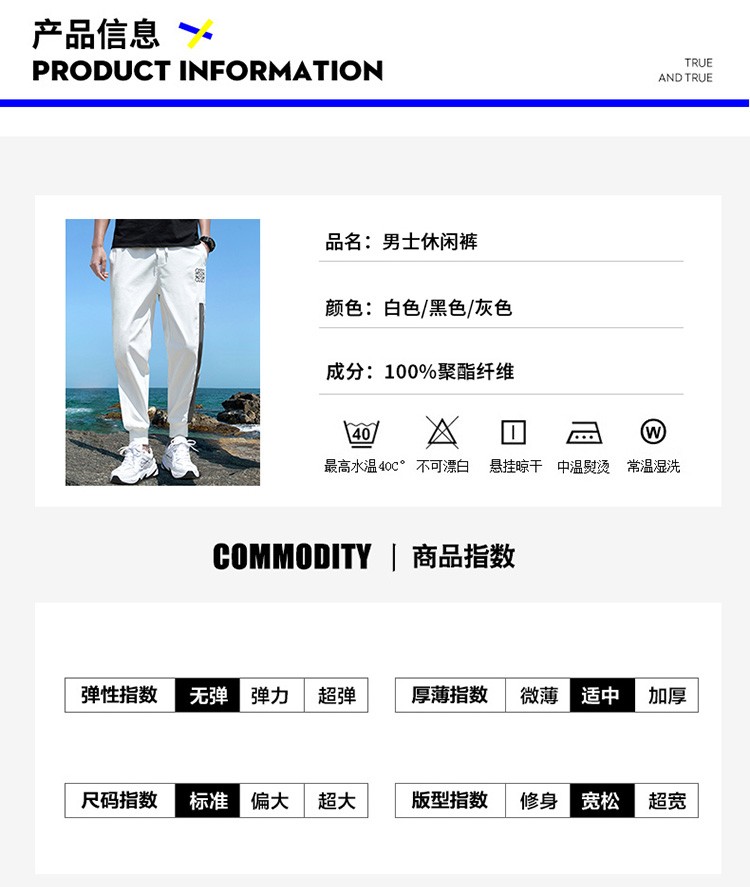 产品信息
PRODUCT INFORMATION
TRUE
AND TRUE
品名：男士休闲裤
颜色：白色/黑色/灰色
成分：100%聚酯纤维
40
W
最高水温40C° 不可漂白 悬挂晾干 中温熨烫 常温湿洗
COMMODITY | 商品指数
弹性指数 无弹 弹力 超弹
厚薄指数 微薄 适中 加厚
尺码指数 标准 偏大 超大
版型指数 修身 宽松 超宽